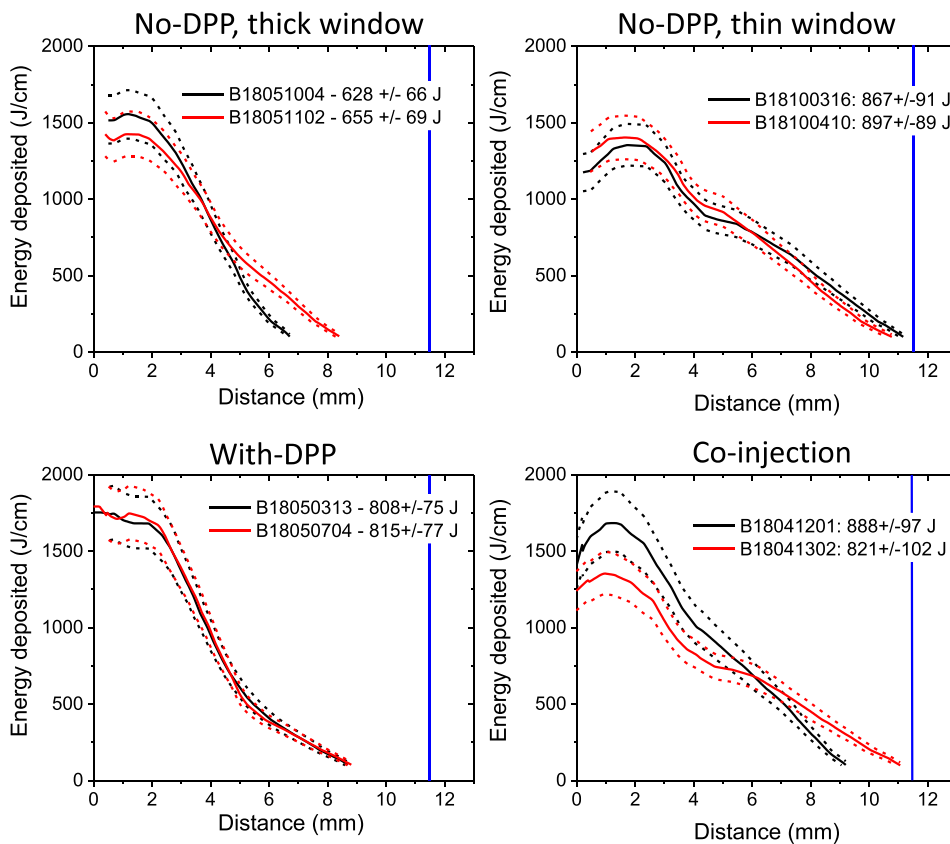 No-DPP, thick window
2000
1500
1000
500
0
Energy deposited (J/cm)
B18051004 - 628 +/- 66 J
B18051102 - 655 +/- 69 J
0 2 4 6 8 10 12
Distance (mm)
No-DPP, thin window
2000
1500
1000
500
0
Energy deposited (J/cm)
B18100316: 867+/-91 J
B18100410: 897+/-89 J
0 2 4 6 8 10 12
Distance (mm)
With-DPP
2000
1500
1000
500
0
Energy deposited (J/cm)
B18050313 - 808+/-75 J
B18050704 - 815+/-77 J
0 2 4 6 8 10 12
Distance (mm)
Co-injection
2000
1500
1000
500
0
Energy deposited (J/cm)
B18041201: 888+/-97 J
B18041302: 821+/-102 J
0 2 4 6 8 10 12
Distance (mm)